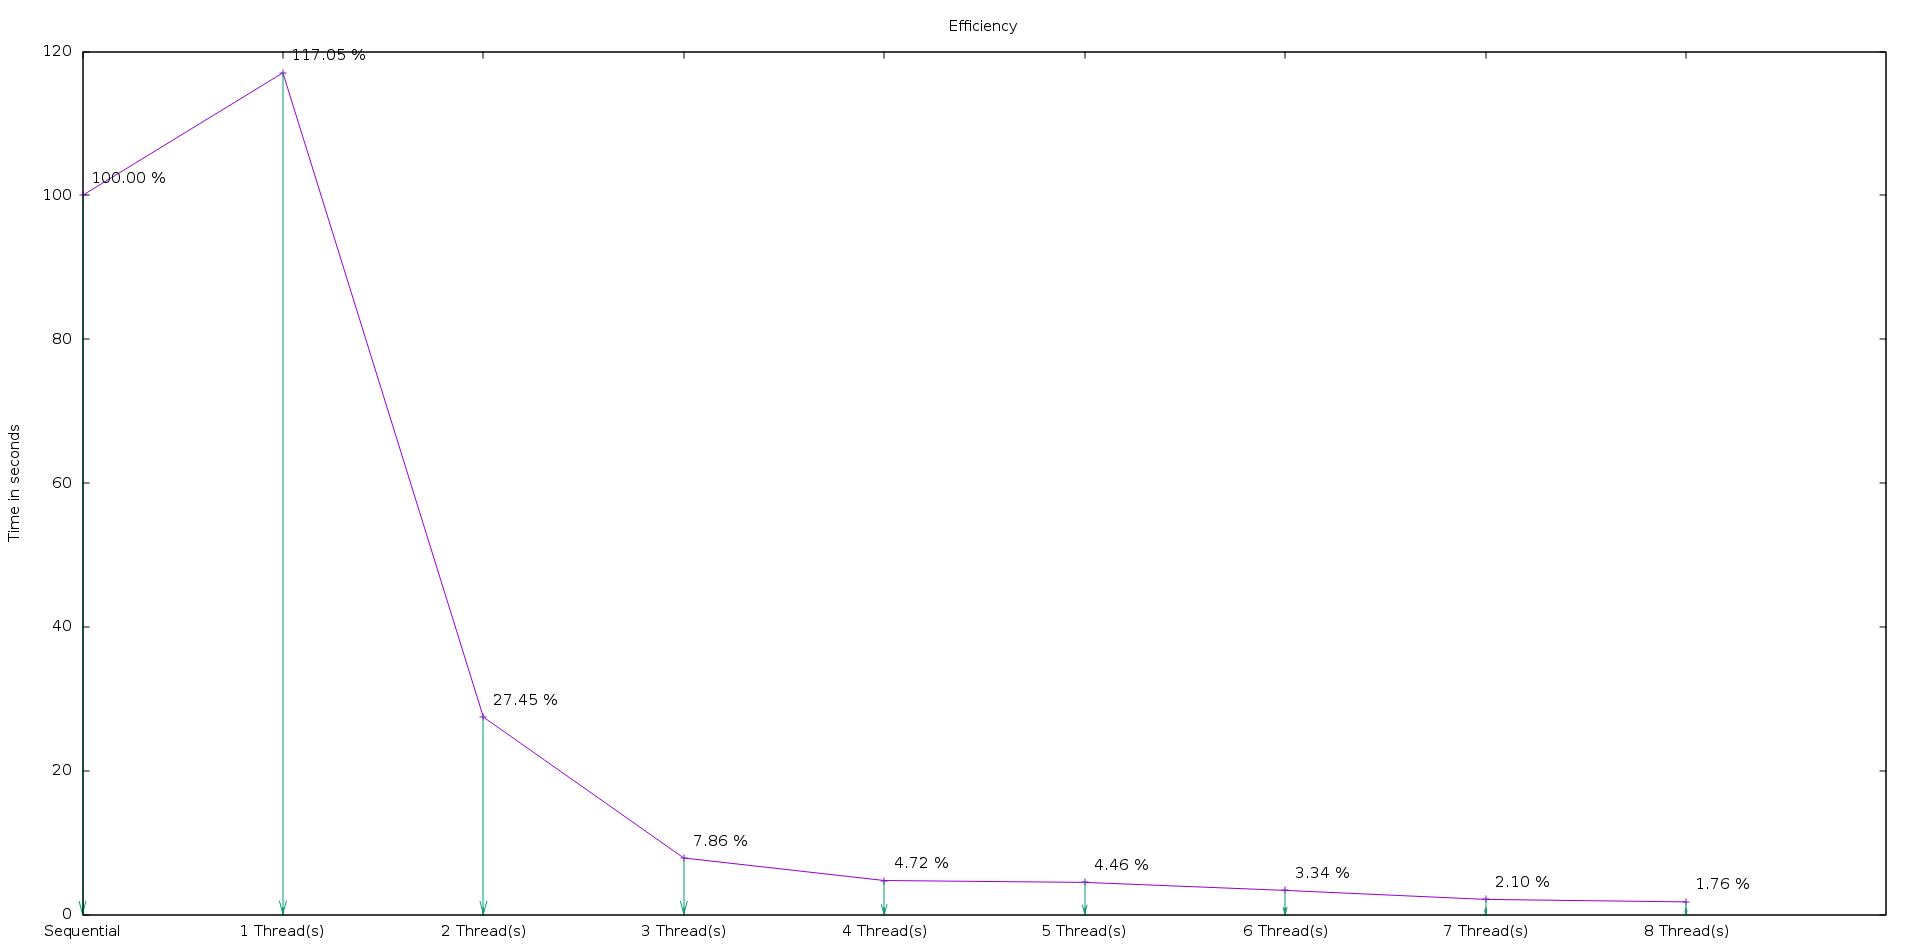 Efficiency
120
117.05 %
100.00 %
100
80
Time in seconds
60
40
27.45 %
20
7.86 %
4.72 %
4.46 %
3.34 %
2.10 %
1.76 %
0
Sequential
1 Thread(s)
2 Thread(s)
3 Thread(s)
4 Thread(s)
5 Thread(s)
6 Thread(s)
7 Thread(s)
8 Thread(s)